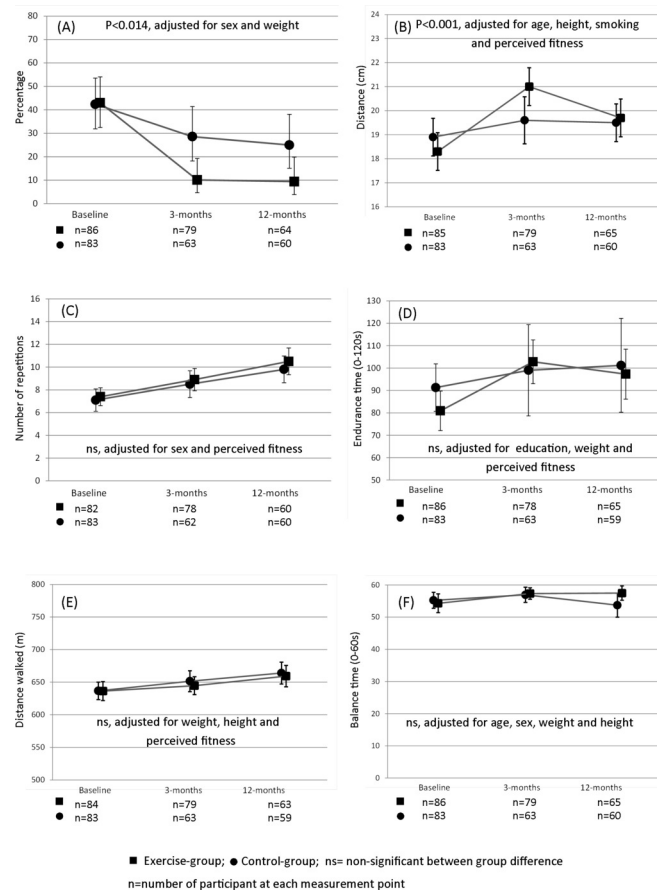 (A)
P<0.014, adjusted for sex and weight
Percentage
60
50
40
30
20
10
0
Baseline 3-months 12-months
■ n=86 n=79 n=64
● n=83 n=63 n=60
(B)
P<0.001, adjusted for age, height, smoking
and perceived fitness
Distance (cm)
23
22
21
20
19
18
17
16
Baseline 3-months 12-months
■ n=85 n=79 n=65
● n=83 n=63 n=60
(C)
Number of repetitions
16
14
12
10
8
6
4
2
0
ns, adjusted for sex and perceived fitness
Baseline 3-months 12-months
■ n=82 n=78 n=60
● n=83 n=62 n=60
(D)
Endurance time (0-120s)
130
120
110
100
90
80
70
60
50
ns, adjusted for education, weight and
perceived fitness
Baseline 3-months 12-months
■ n=86 n=78 n=65
● n=83 n=63 n=59
(E)
Distance walked (m)
800
750
700
650
600
550
500
ns, adjusted for weight, height and
perceived fitness
Baseline 3-months 12-months
■ n=84 n=79 n=63
● n=83 n=63 n=59
(F)
Balance time (0-60s)
60
50
40
30
20
10
0
ns, adjusted for age, sex, weight and height
Baseline 3-months 12-months
■ n=86 n=79 n=65
● n=83 n=63 n=60
■ Exercise-group; ● Control-group; ns= non-significant between group difference
n=number of participant at each measurement point